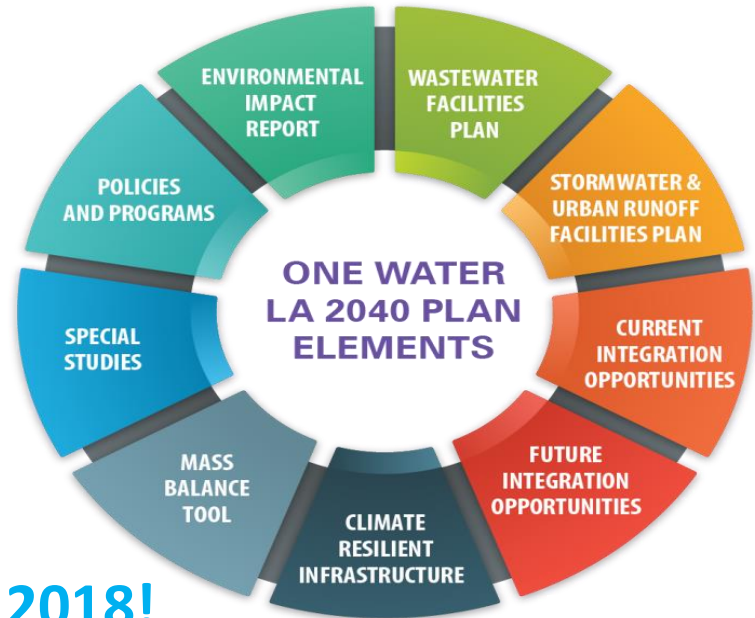 ENVIRONMENTAL
IMPACT
REPORT
WASTEWATER
FACILITIES
PLAN
STORMWATER &
URBAN RUNOFF
FACILITIES PLAN
CURRENT
INTEGRATION
OPPORTUNITIES
FUTURE
INTEGRATION
OPPORTUNITIES
CLIMATE
RESILIENT
INFRASTRUCTURE
MASS
BALANCE
TOOL
SPECIAL
STUDIES
POLICIES
AND PROGRAMS
ONE WATER
LA 2040 PLAN
ELEMENTS
2018!